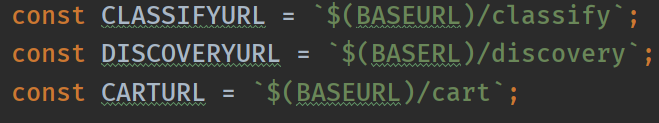 const CLASSIFYURL = `$(BASEURL)/classify`;
const DISCOVERYURL = `$(BASERL)/discovery`;
const CARTURL = `$(BASEURL)/cart`;